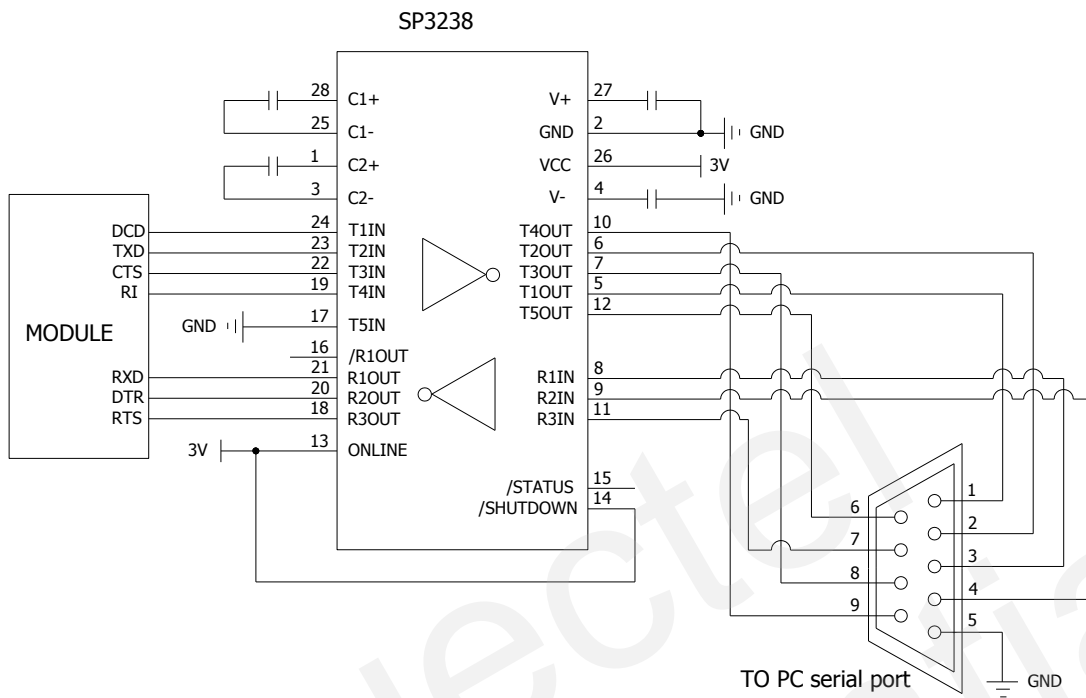 SP3238
28 C1+ V+ 27
25 C1- GND 2 GND
1 C2+ VCC 26 3V
3 C2- V- 4 GND
DCD 24 T1IN T4OUT 10
TXD 23 T2IN T2OUT 6
CTS 22 T3IN T3OUT 7
RI 19 T4IN T1OUT 5
T5OUT 12
GND 17 T5IN
MODULE
16 /R1OUT
RXD 21 R1OUT R1IN 8
DTR 20 R2OUT R2IN 9
RTS 18 R3OUT R3IN 11
3V 13 ONLINE
/STATUS 15
/SHUTDOWN 14
1
6
2
7
3
8
4
9
5
TO PC serial port GND
uectel